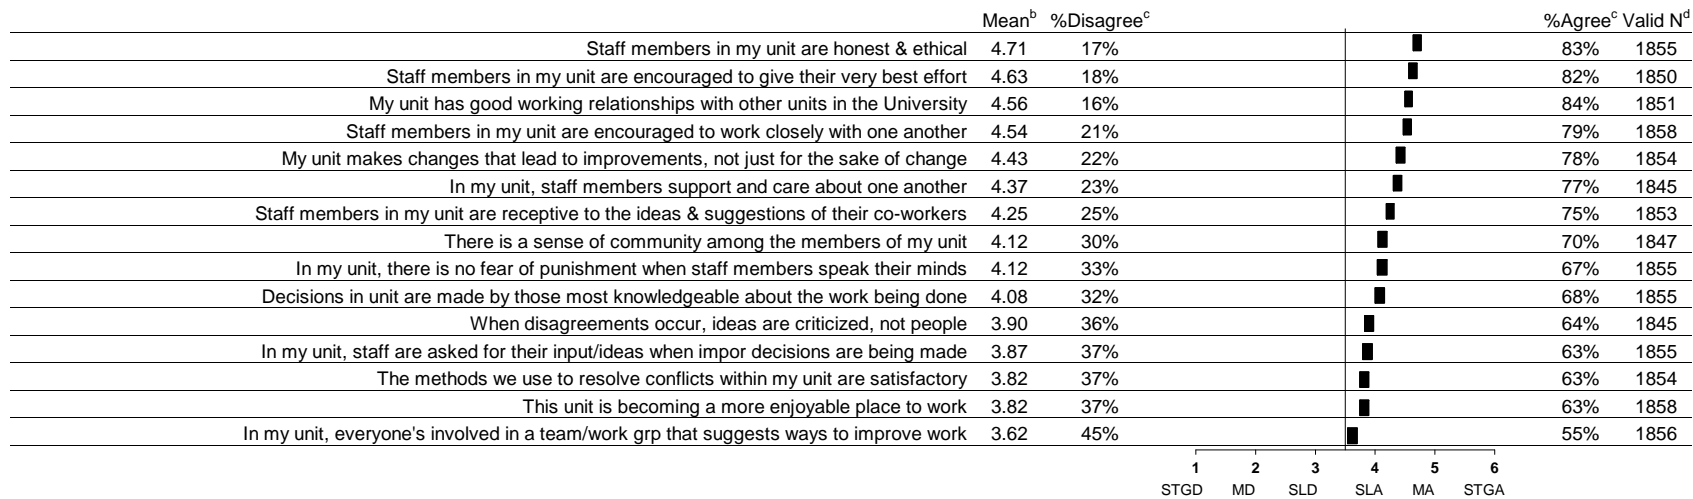 Mean^b %Disagree^c %Agree^c Valid N^d
Staff members in my unit are honest & ethical 4.71 17% 83% 1855
Staff members in my unit are encouraged to give their very best effort 4.63 18% 82% 1850
My unit has good working relationships with other units in the University 4.56 16% 84% 1851
Staff members in my unit are encouraged to work closely with one another 4.54 21% 79% 1858
My unit makes changes that lead to improvements, not just for the sake of change 4.43 22% 78% 1854
In my unit, staff members support and care about one another 4.37 23% 77% 1845
Staff members in my unit are receptive to the ideas & suggestions of their co-workers 4.25 25% 75% 1853
There is a sense of community among the members of my unit 4.12 30% 70% 1847
In my unit, there is no fear of punishment when staff members speak their minds 4.12 33% 67% 1855
Decisions in unit are made by those most knowledgeable about the work being done 4.08 32% 68% 1855
When disagreements occur, ideas are criticized, not people 3.90 36% 64% 1845
In my unit, staff are asked for their input/ideas when impor decisions are being made 3.87 37% 63% 1855
The methods we use to resolve conflicts within my unit are satisfactory 3.82 37% 63% 1854
This unit is becoming a more enjoyable place to work 3.82 37% 63% 1858
In my unit, everyone's involved in a team/work grp that suggests ways to improve work 3.62 45% 55% 1856
1 2 3 4 5 6
STGD MD SLD SLA MA STGA